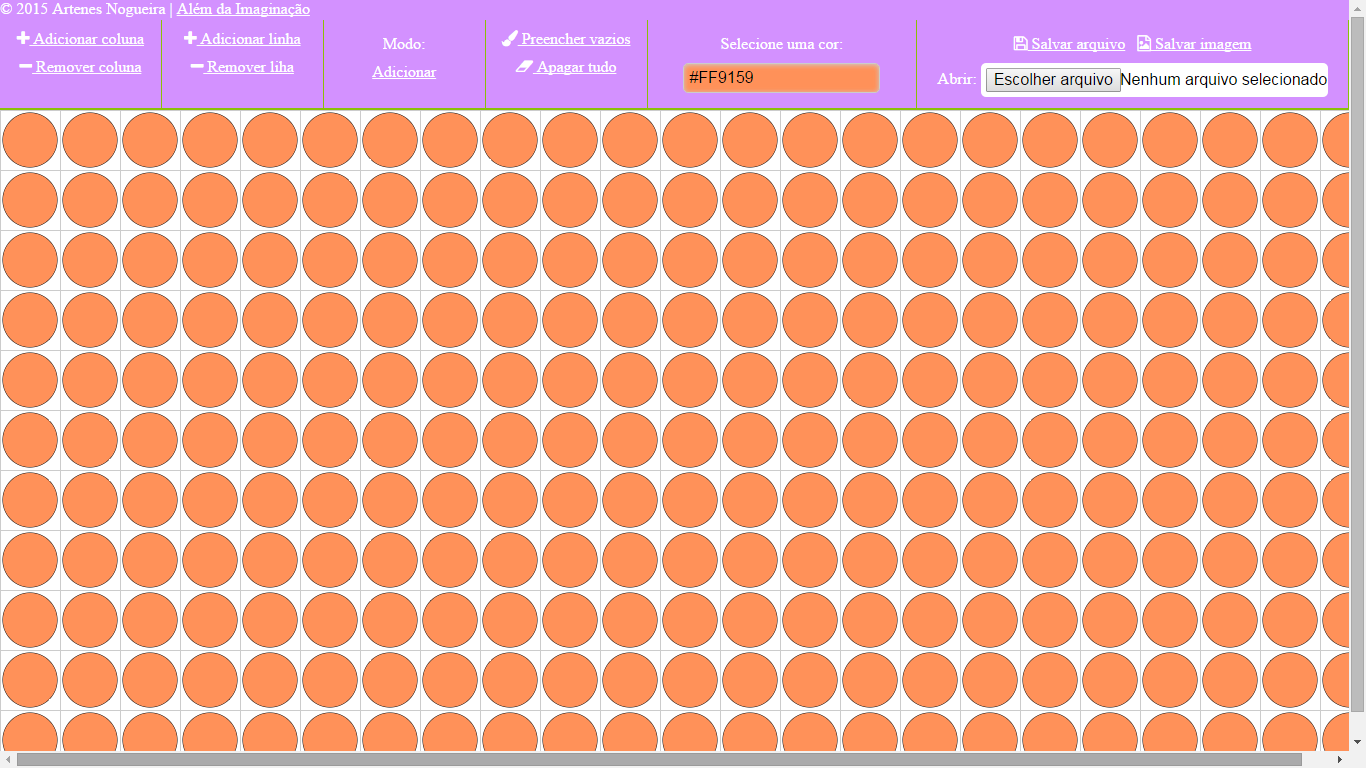 © 2015 Artenes Nogueira | Além da Imaginação
Adicionar coluna
Remover coluna
Adicionar linha
Remover liha
Modo:
Adicionar
Preencher vazios
Apagar tudo
Selecione uma cor:
#FF9159
Salvar arquivo Salvar imagem
Abrir: Escolher arquivo Nenhum arquivo selecionado